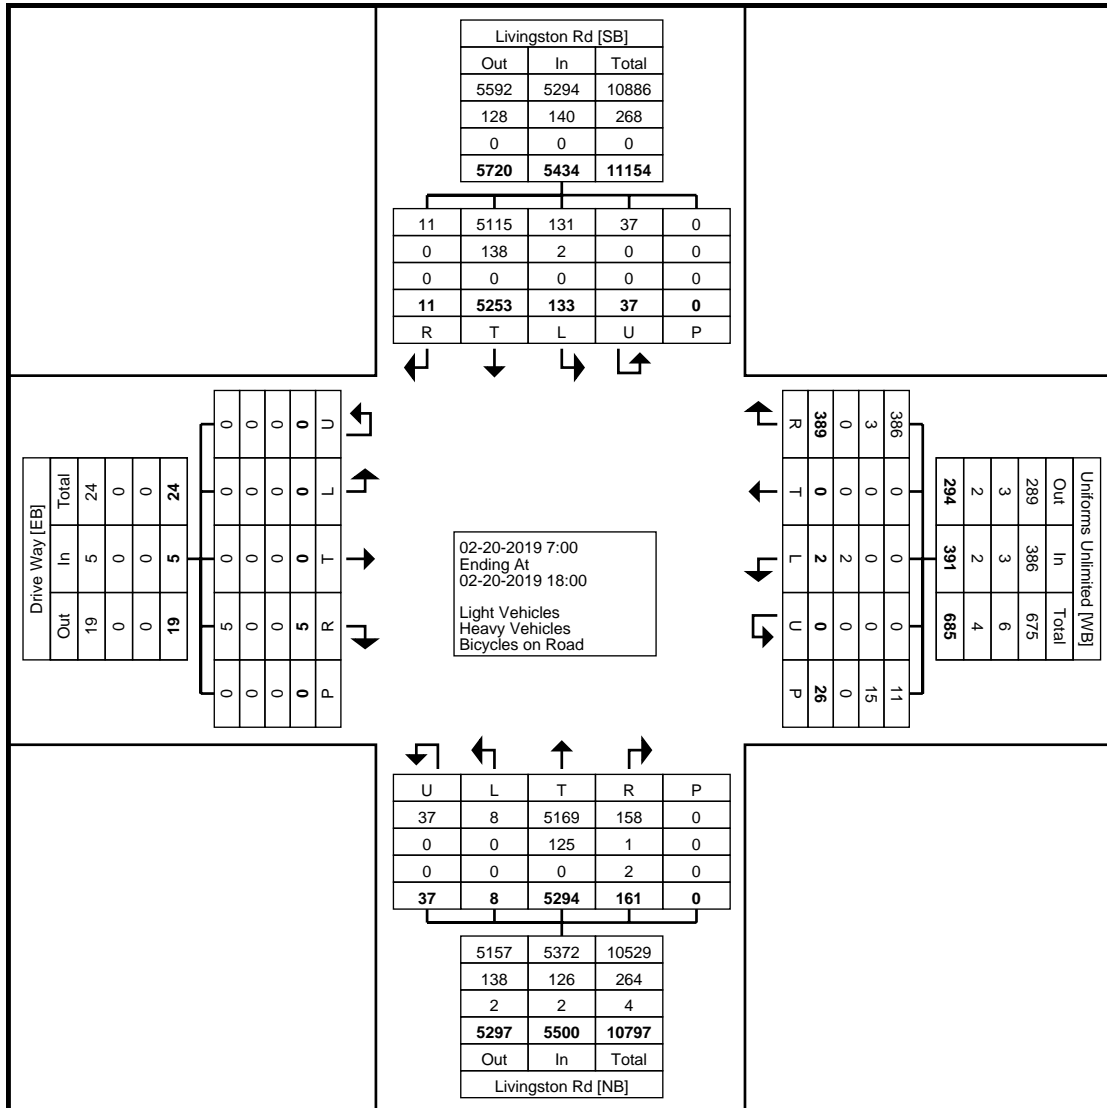 Livingston Rd [SB]
Out In Total
5592 5294 10886
128 140 268
0 0 0
5720 5434 11154
11 5115 131 37 0
0 138 2 0 0
0 0 0 0 0
11 5253 133 37 0
R T L U P
Drive Way [EB]
Total In Out
24 5 19
0 0 0
0 0 0
24 5 19
0 0 0 5 0
0 0 0 0 0
0 0 0 0 0
0 0 0 5 0
U L T R P
02-20-2019 7:00
Ending At
02-20-2019 18:00
Light Vehicles
Heavy Vehicles
Bicycles on Road
Uniforms Unlimited [WB]
Out In Total
289 386 675
3 3 6
2 2 4
294 391 685
386 0 0 0 11
3 0 0 0 15
0 0 2 0 0
389 0 2 0 26
R T L U P
U L T R P
37 8 5169 158 0
0 0 125 1 0
0 0 0 2 0
37 8 5294 161 0
5157 5372 10529
138 126 264
2 2 4
5297 5500 10797
Out In Total
Livingston Rd [NB]